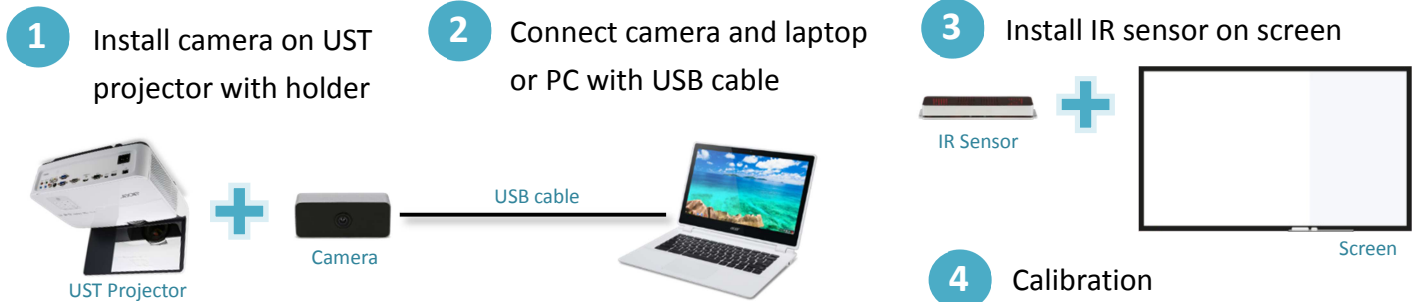 1
Install camera on UST
projector with holder
2
Connect camera and laptop
or PC with USB cable
3
Install IR sensor on screen
IR Sensor
USB cable
acer
Camera
UST Projector
Screen
4
Calibration